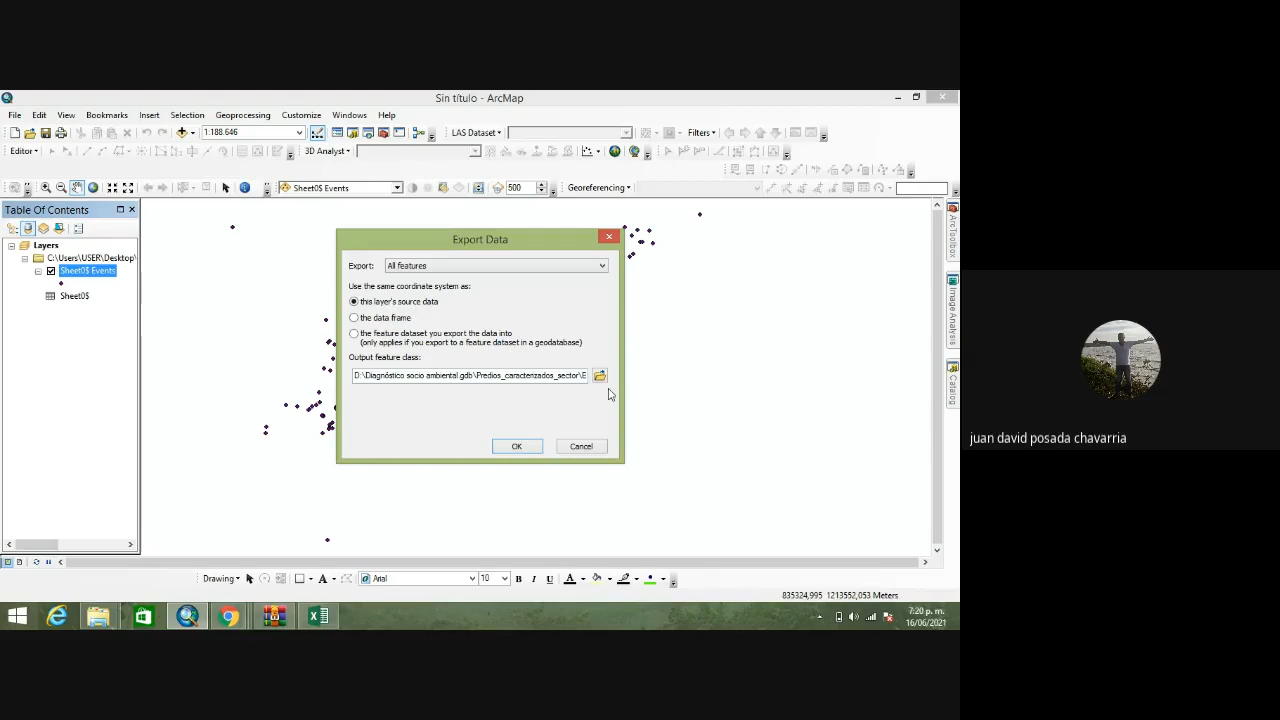 Sin título - ArcMap
File Edit View Bookmarks Insert Selection Geoprocessing Customize Windows Help
1:188.646 LAS Dataset Filters
Editor 3D Analyst
Sheet0$ Events 500 Georeferencing
Table Of Contents
Layers
C:\Users\USER\Desktop\
Sheet0$ Events
Sheet0$
Export Data
Export: All features
Use the same coordinate system as:
this layer's source data
the data frame
the feature dataset you export the data into
(only applies if you export to a feature dataset in a geodatabase)
Output feature class:
D:\Diagnóstico socio ambiental.gdb\Predios_caracterizados_sector\E
OK Cancel
ArcToolbox
Image Analysis
Catalog
juan david posada chavarria
Drawing A Arial 10 B I U A
835324,995 1213552,053 Meters
7:20 p. m.
16/06/2021